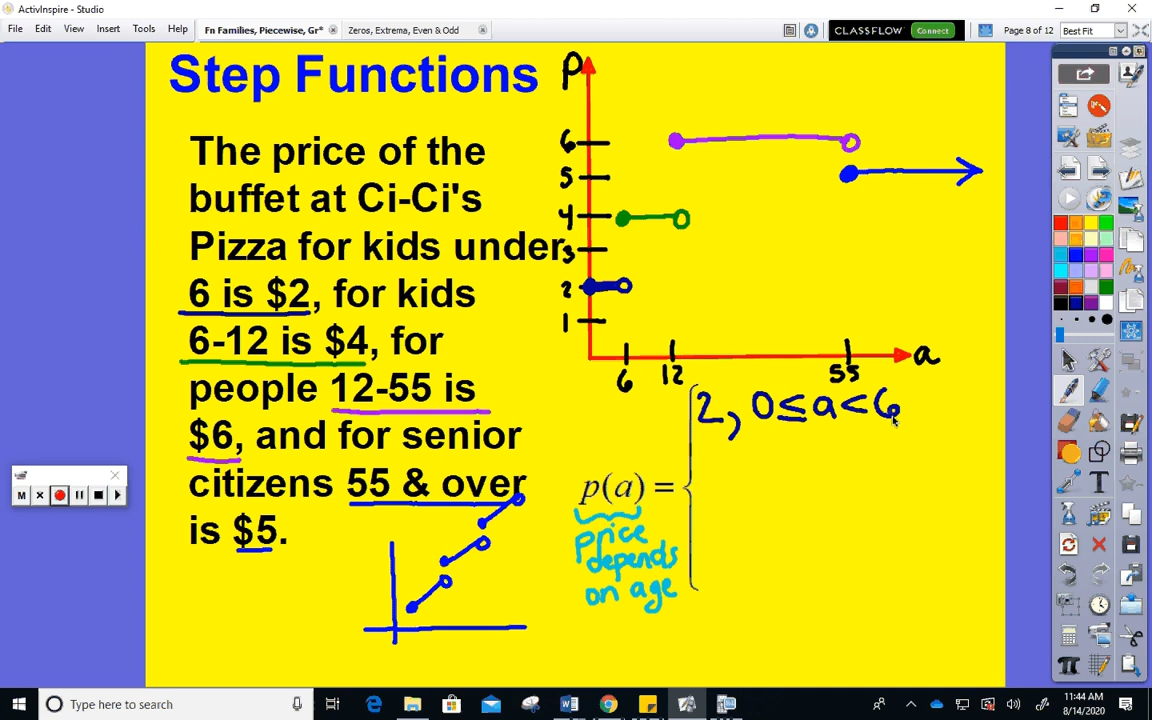 ActivInspire - Studio
File Edit View Insert Tools Help
Fn Families, Piecewise, Gr*
Zeros, Extrema, Even & Odd
CLASSFLOW Connect
Page 8 of 12
Best Fit
Step Functions
The price of the
buffet at Ci-Ci's
Pizza for kids under
6 is $2, for kids
6-12 is $4, for
people 12-55 is
$6, and for senior
citizens 55 & over
is $5.
p
6
5
4
3
2
1
6 12 55 a
2, 0≤a<6
p(a) = {
price
depends
on age
M
T
Type here to search
11:44 AM
8/14/2020